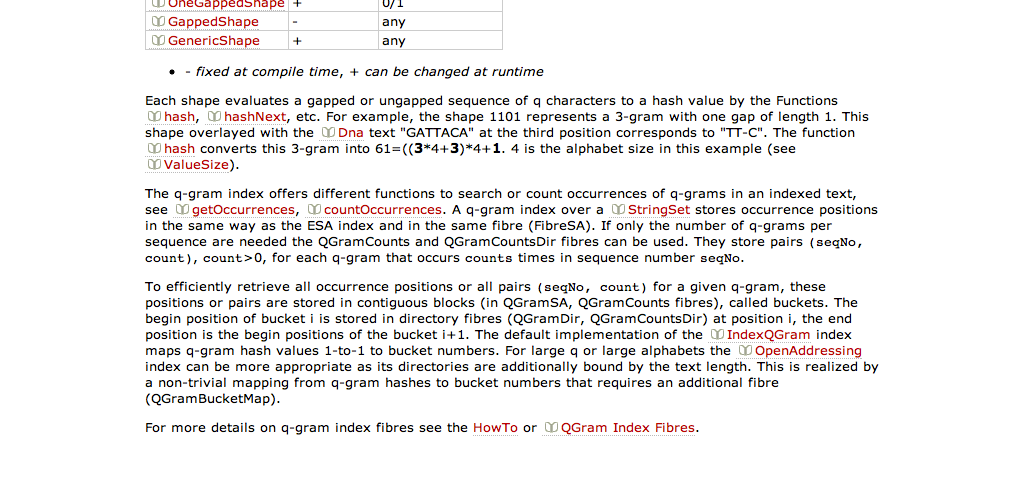 OneGappedShape + 0/1
GappedShape - any
GenericShape + any
• - fixed at compile time, + can be changed at runtime
Each shape evaluates a gapped or ungapped sequence of q characters to a hash value by the Functions
hash, hashNext, etc. For example, the shape 1101 represents a 3-gram with one gap of length 1. This
shape overlayed with the Dna text "GATTACA" at the third position corresponds to "TT-C". The function
hash converts this 3-gram into 61=((3*4+3)*4+1. 4 is the alphabet size in this example (see
ValueSize).
The q-gram index offers different functions to search or count occurrences of q-grams in an indexed text,
see getOccurrences, countOccurrences. A q-gram index over a StringSet stores occurrence positions
in the same way as the ESA index and in the same fibre (FibreSA). If only the number of q-grams per
sequence are needed the QGramCounts and QGramCountsDir fibres can be used. They store pairs (seqNo,
count), count>0, for each q-gram that occurs counts times in sequence number seqNo.
To efficiently retrieve all occurrence positions or all pairs (seqNo, count) for a given q-gram, these
positions or pairs are stored in contiguous blocks (in QGramSA, QGramCounts fibres), called buckets. The
begin position of bucket i is stored in directory fibres (QGramDir, QGramCountsDir) at position i, the end
position is the begin positions of the bucket i+1. The default implementation of the IndexQGram index
maps q-gram hash values 1-to-1 to bucket numbers. For large q or large alphabets the OpenAddressing
index can be more appropriate as its directories are additionally bound by the text length. This is realized by
a non-trivial mapping from q-gram hashes to bucket numbers that requires an additional fibre
(QGramBucketMap).
For more details on q-gram index fibres see the HowTo or QGram Index Fibres.